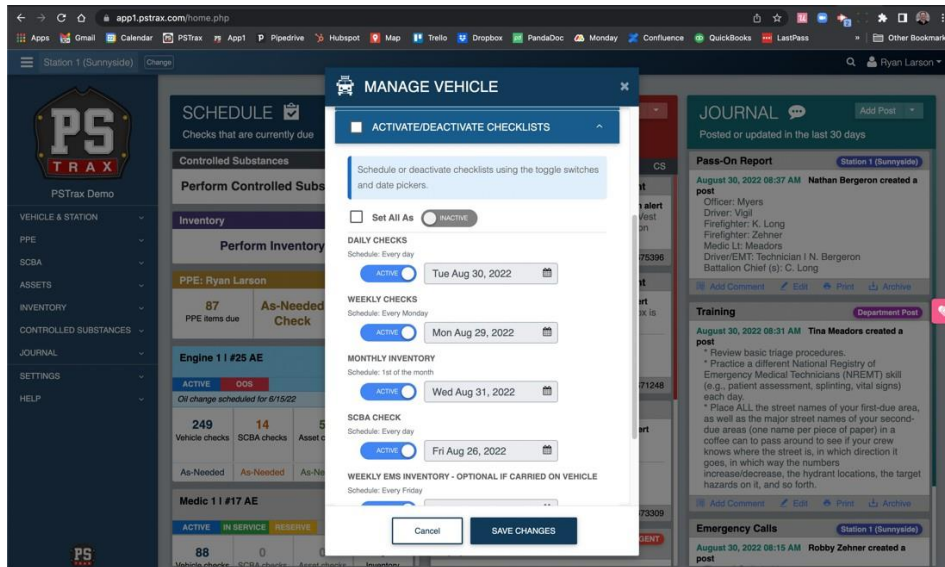 app1.pstrax.com/home.php
Apps Gmail Calendar PSTrax App1 Pipedrive Hubspot Map Trello Dropbox PandaDoc Monday Confluence QuickBooks LastPass » Other Bookmark
Station 1 (Sunnyside) Change
Ryan Larson
PS
TRAX
PSTrax Demo
VEHICLE & STATION
PPE
SCBA
ASSETS
INVENTORY
CONTROLLED SUBSTANCES
JOURNAL
SETTINGS
HELP
PS
SCHEDULE
Checks that are currently due
Controlled Substances
Perform Controlled Subs
Inventory
Perform Inventory
PPE: Ryan Larson
87 As-Needed
PPE items due Check
Engine 1 | #25 AE
ACTIVE OOS
Oil change scheduled for 8/15/22
249 14 5
Vehicle checks SCBA checks Asset c
As-Needed As-Needed As-Ne
Medic 1 | #17 AE
ACTIVE IN SERVICE RESERVE
88 0
Vehicle checks SCBA checks Asset checks Inventory
MANAGE VEHICLE
ACTIVATE/DEACTIVATE CHECKLISTS
Schedule or deactivate checklists using the toggle switches
and date pickers.
Set All As INACTIVE
DAILY CHECKS
Schedule: Every day
ACTIVE Tue Aug 30, 2022
WEEKLY CHECKS
Schedule: Every Monday
ACTIVE Mon Aug 29, 2022
MONTHLY INVENTORY
Schedule: 1st of the month
ACTIVE Wed Aug 31, 2022
SCBA CHECK
Schedule: Every day
ACTIVE Fri Aug 26, 2022
WEEKLY EMS INVENTORY - OPTIONAL IF CARRIED ON VEHICLE
Schedule: Every Friday
Cancel SAVE CHANGES
CS
alert
75396
71248
73309
JOURNAL Add Post
Posted or updated in the last 30 days
Pass-On Report Station 1 (Sunnyside)
August 30, 2022 08:37 AM Nathan Bergeron created a
post
Officer: Myers
Driver: Vigil
Firefighter: K. Long
Firefighter: Zehner
Medic Lt: Meadors
Driver/EMT: Technician I N. Bergeron
Battalion Chief (s): C. Long
Add Comment Edit Print Archive
Training Department Post
August 30, 2022 08:31 AM Tina Meadors created a
post
* Review basic triage procedures.
* Practice a different National Registry of
Emergency Medical Technicians (NREMT) skill
(e.g., patient assessment, splinting, vital signs)
each day.
* Place ALL the street names of your first-due area,
as well as the major street names of your second-
due areas (one name per piece of paper) in a
coffee can to pass around to see if your crew
knows where the street is, in which direction it
goes, in which way the numbers
increase/decrease, the hydrant locations, the target
hazards on it, and so forth.
Add Comment Edit Print Archive
Emergency Calls Station 1 (Sunnyside)
August 30, 2022 08:15 AM Robby Zehner created a
post